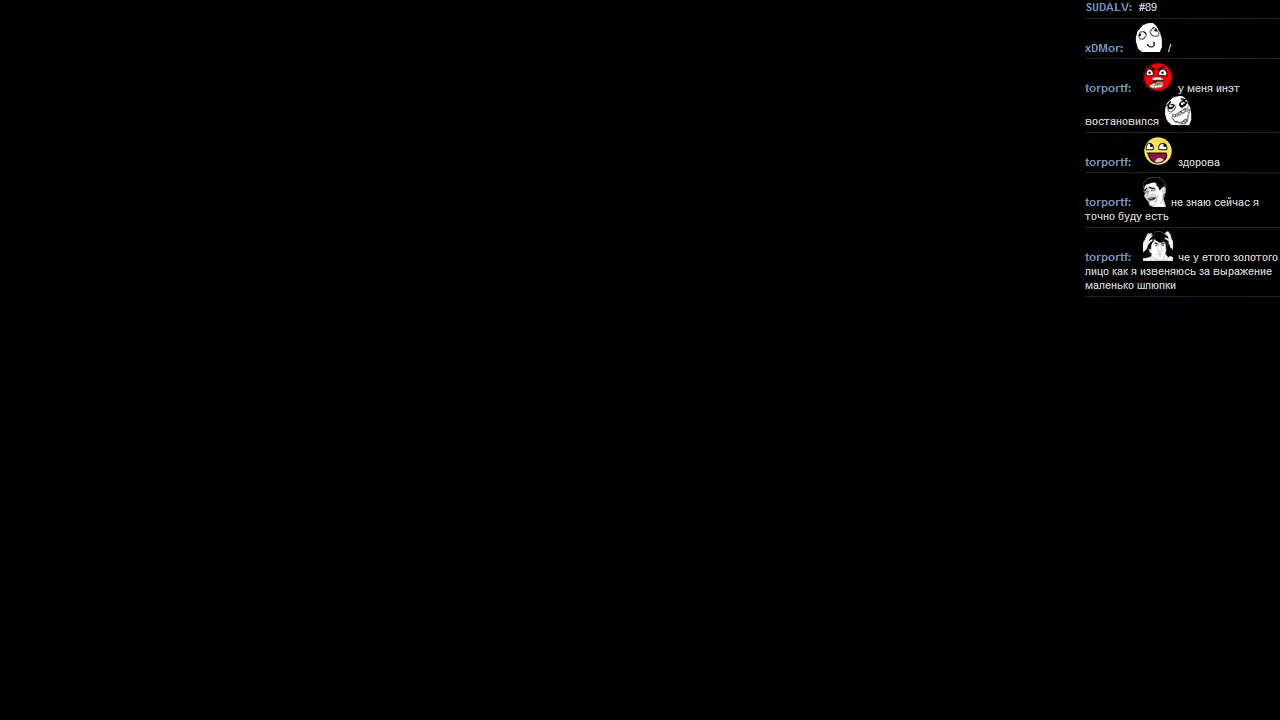 SUDALV: #89
xDMor: /
torportf: у меня инэт
востановился
torportf: здорова
torportf: не знаю сейчас я
точно буду есть
torportf: че у етого золотого
лицо как я извеняюсь за выражение
маленько шлюпки